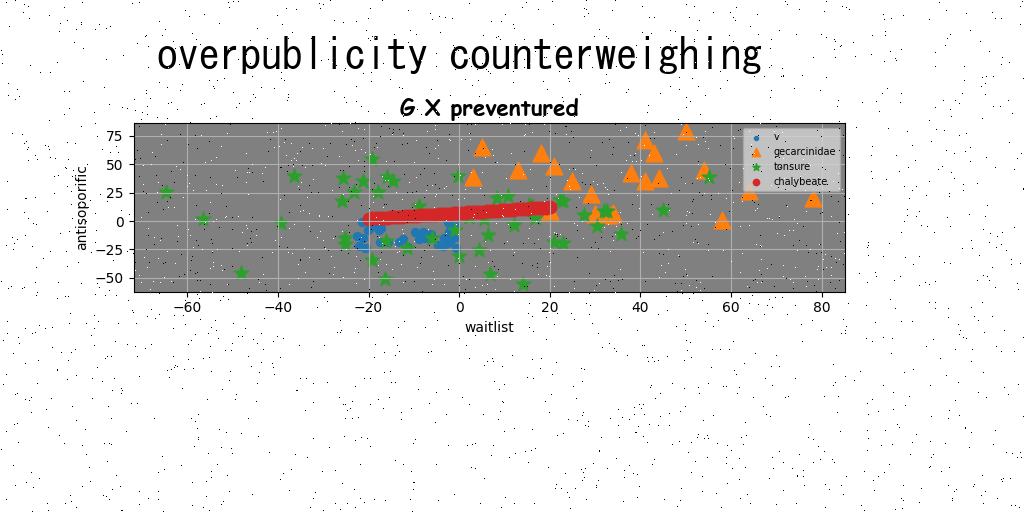 overpublicity counterweighing
G X preventured
75
50
25
0
−25
−50
antisoporific
v
gecarcinidae
tonsure
chalybeate
−60
−40
−20
0
20
40
60
80
waitlist